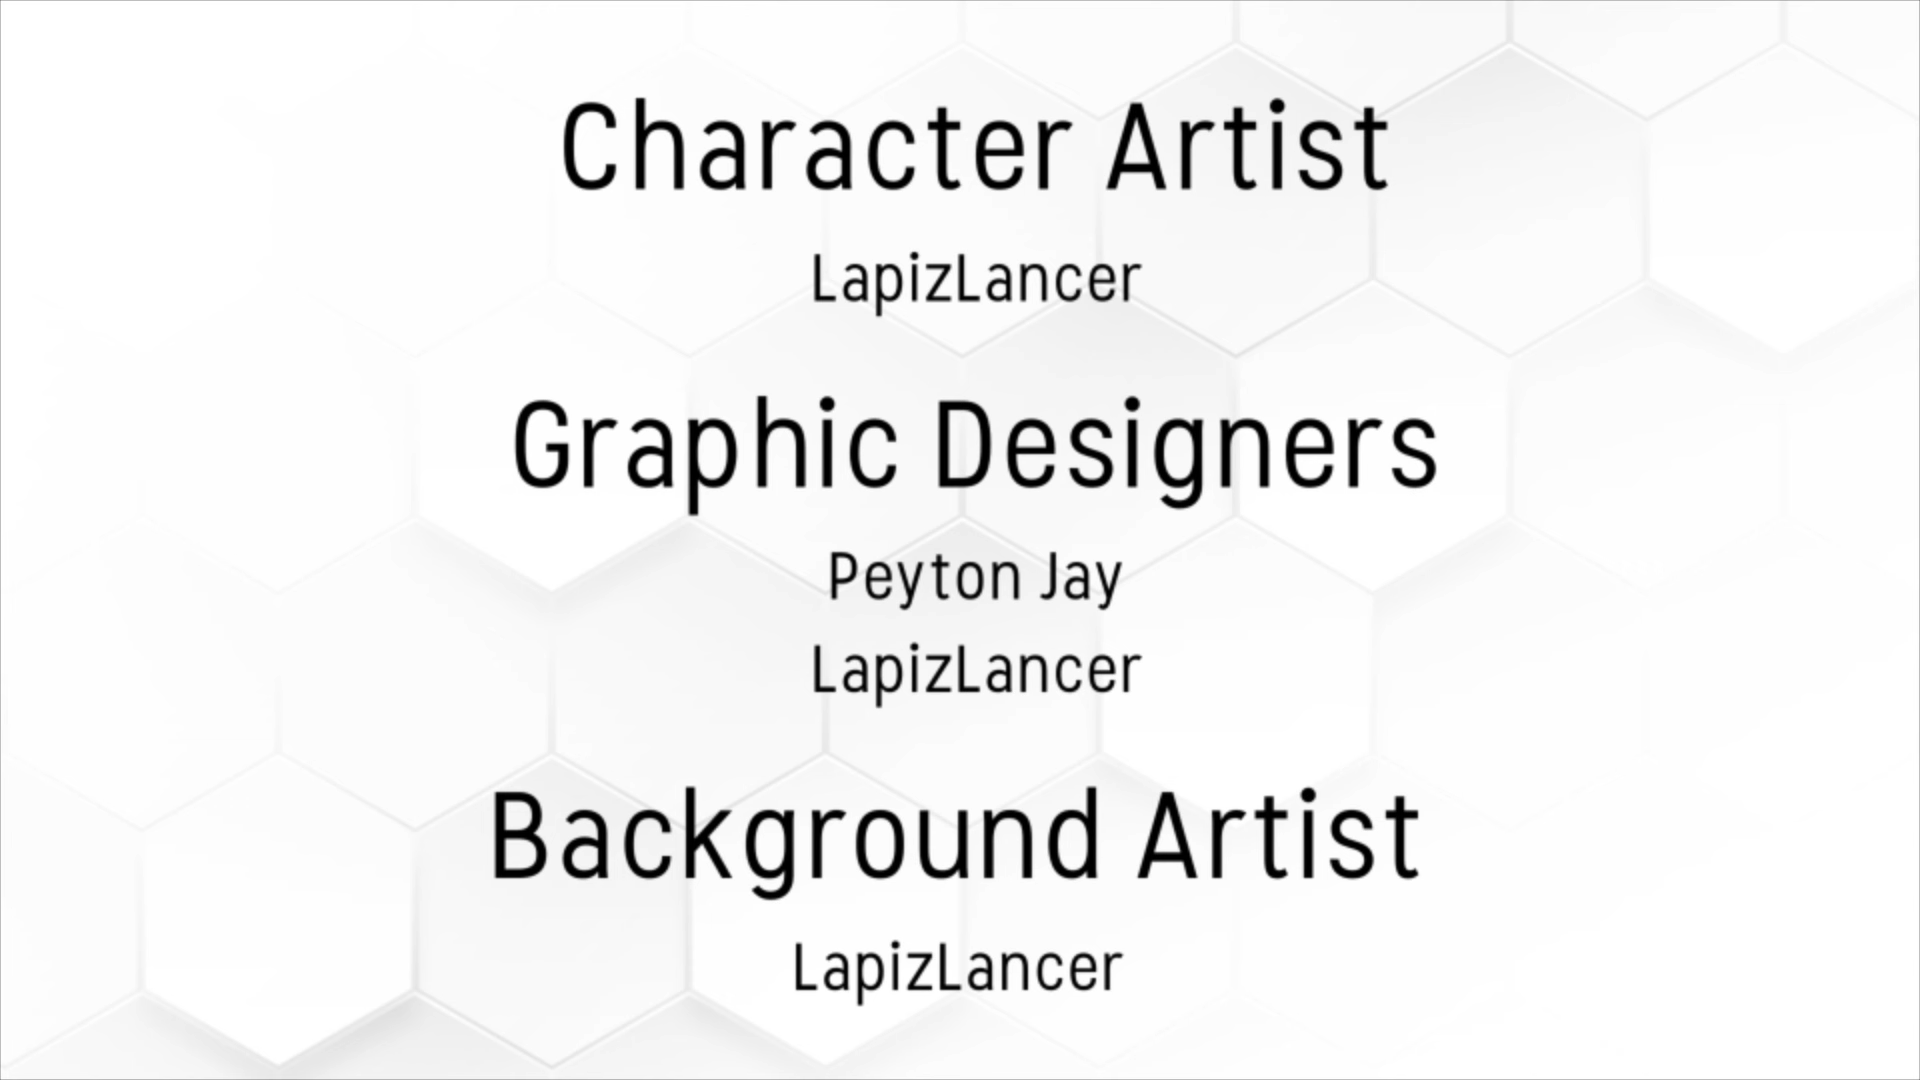 Character Artist
LapizLancer
Graphic Designers
Peyton Jay
LapizLancer
Background Artist
LapizLancer